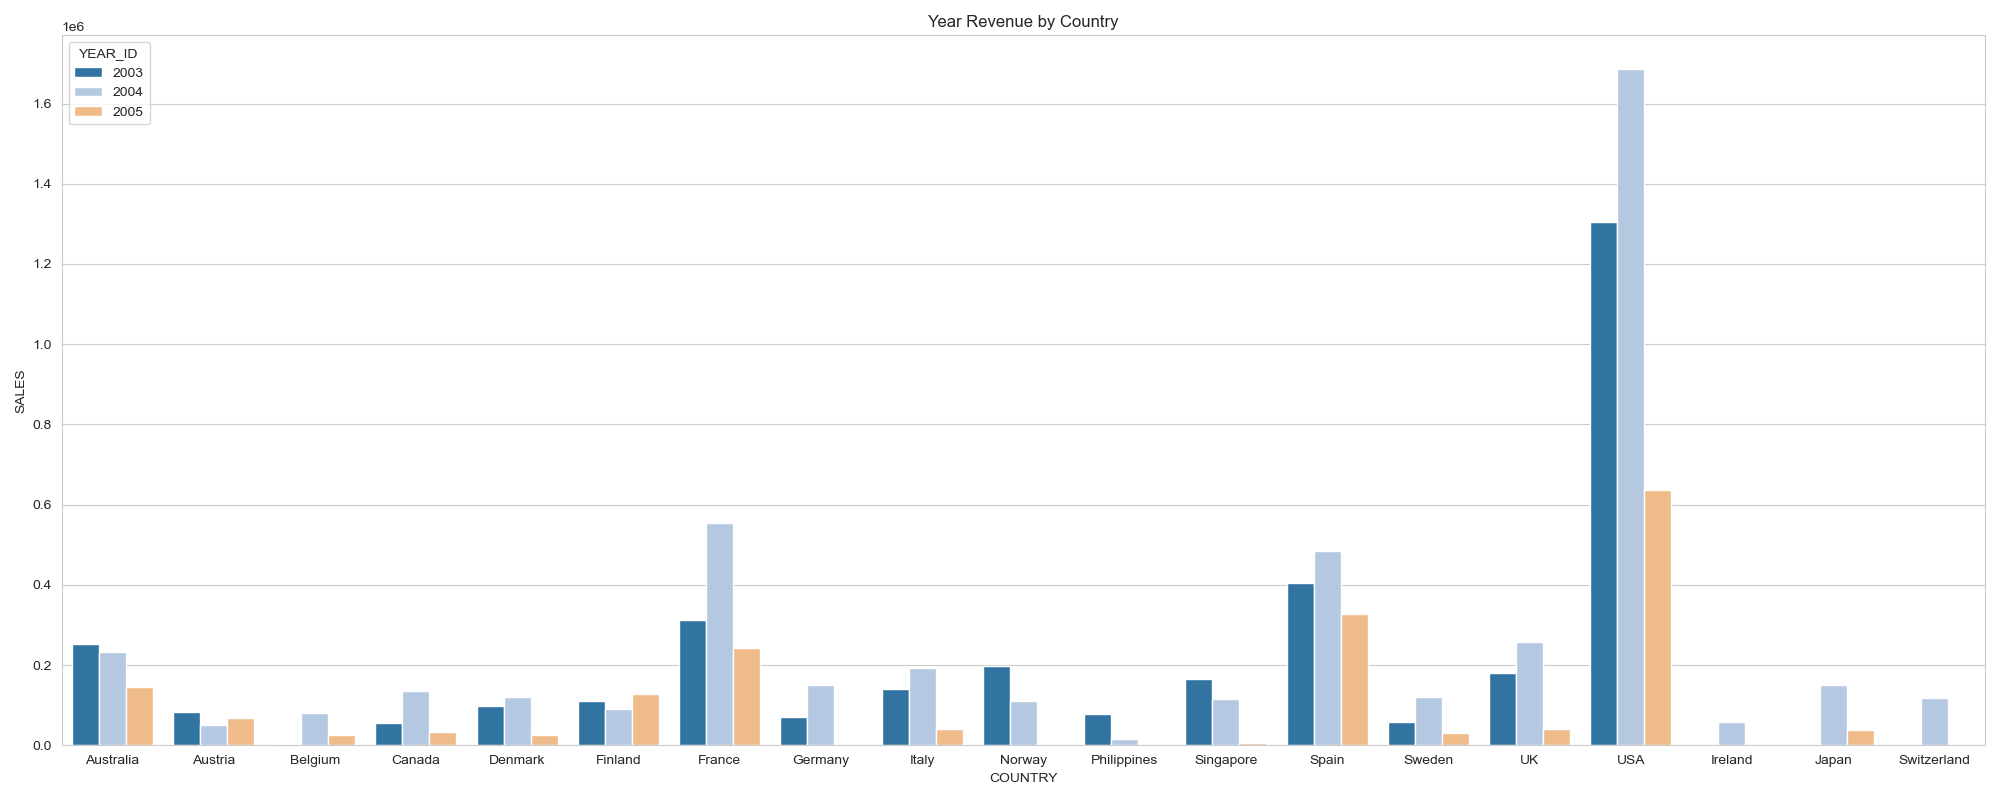 Year Revenue by Country
1e6
YEAR_ID
2003
2004
2005
1.6
1.4
1.2
1.0
0.8
0.6
0.4
0.2
0.0
SALES
Australia Austria Belgium Canada Denmark Finland France Germany Italy Norway Philippines Singapore Spain Sweden UK USA Ireland Japan Switzerland
COUNTRY